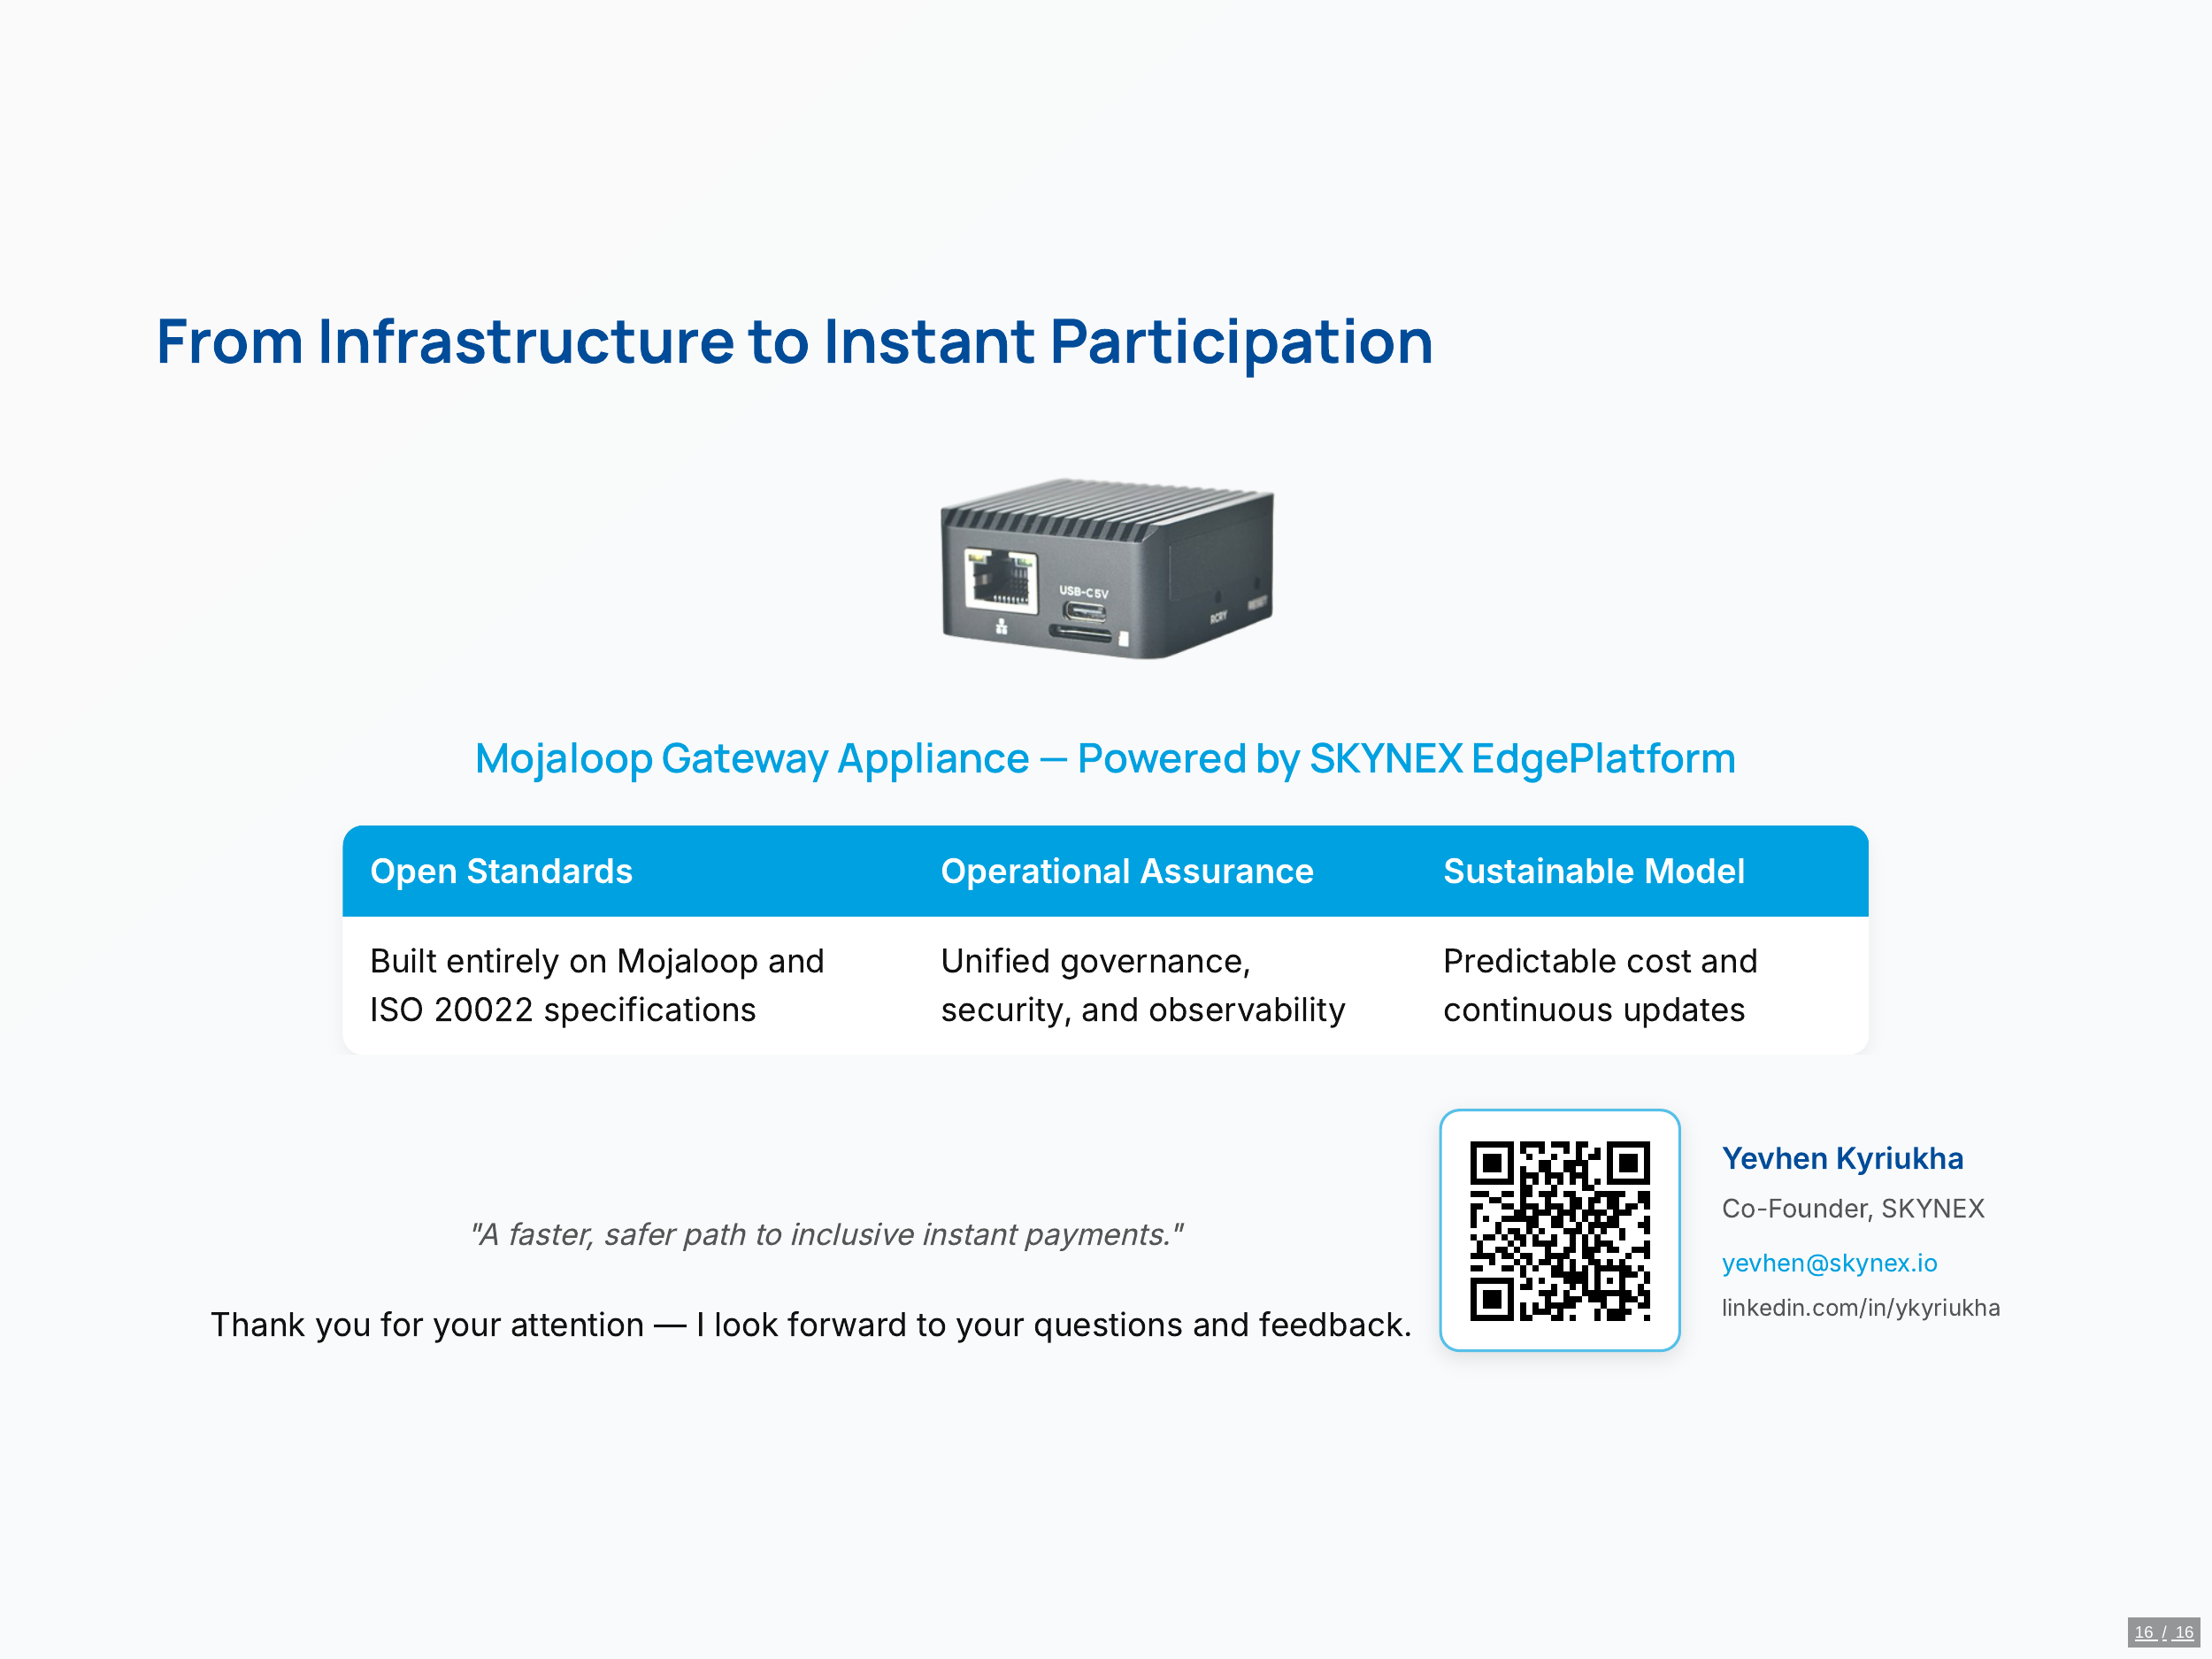 From Infrastructure to Instant Participation
USB-C 5V
RCRY
Mojaloop Gateway Appliance — Powered by SKYNEX EdgePlatform
Open Standards
Operational Assurance
Sustainable Model
Built entirely on Mojaloop and
ISO 20022 specifications
Unified governance,
security, and observability
Predictable cost and
continuous updates
"A faster, safer path to inclusive instant payments."
Thank you for your attention — I look forward to your questions and feedback.
Yevhen Kyriukha
Co-Founder, SKYNEX
yevhen@skynex.io
linkedin.com/in/ykyriukha
16 / 16